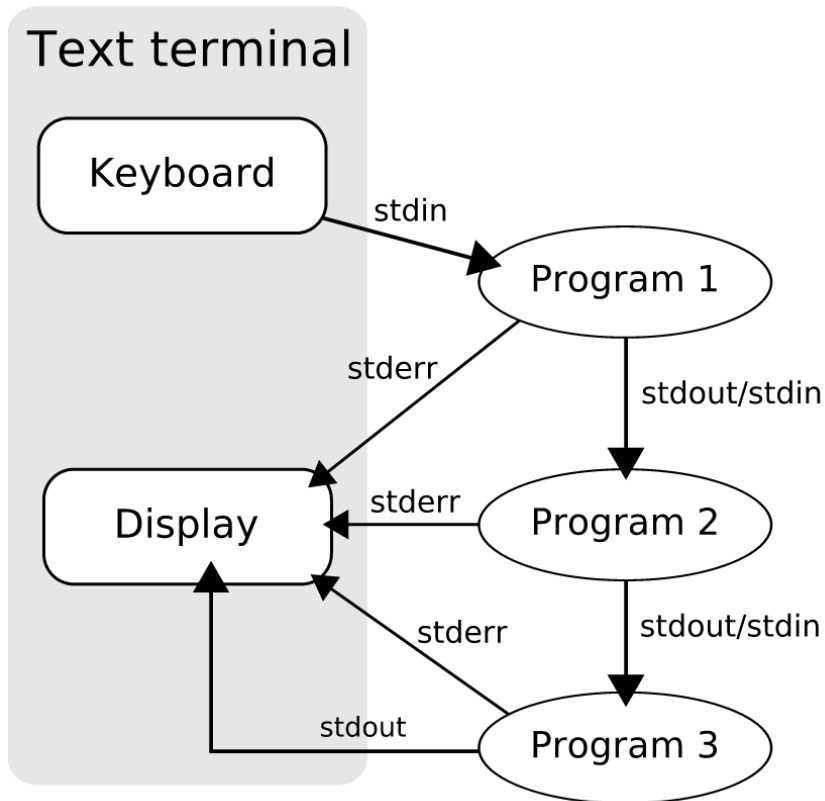 Text terminal
Keyboard
stdin
Program 1
stderr
stdout/stdin
Display
stderr
Program 2
stderr
stdout/stdin
stdout
Program 3